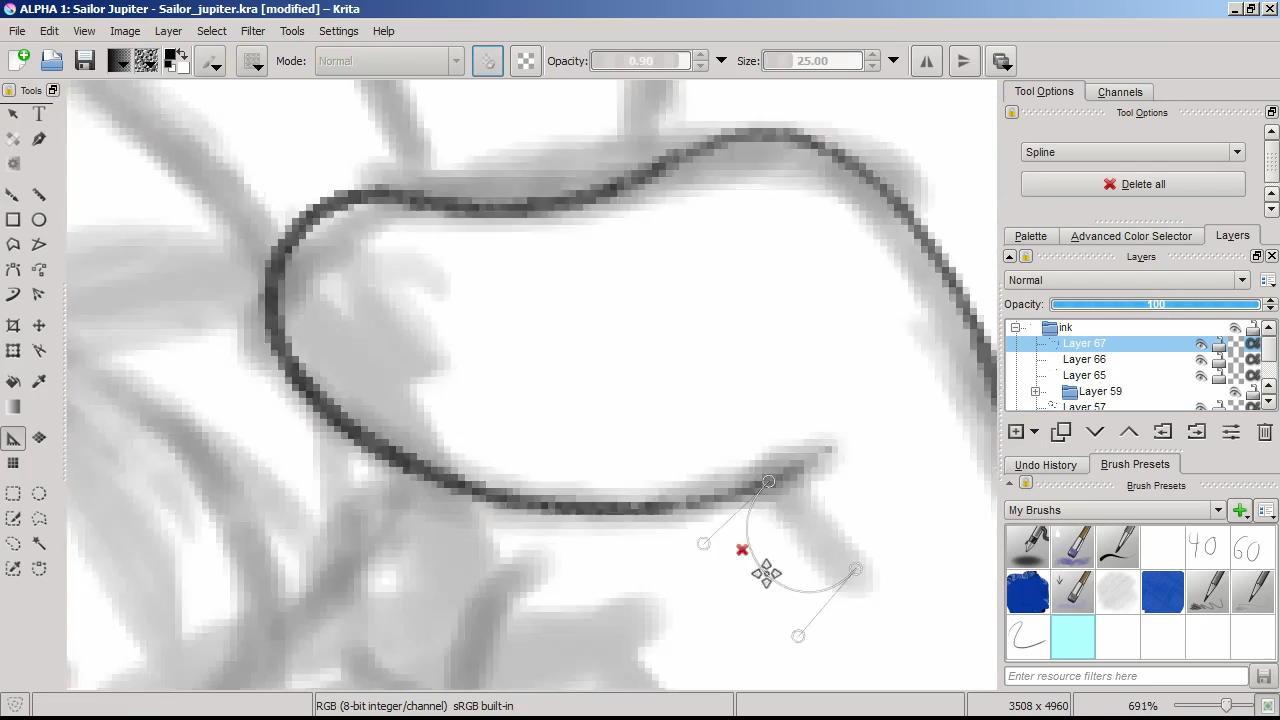 ALPHA 1: Sailor Jupiter - Sailor_jupiter.kra [modified] – Krita
File Edit View Image Layer Select Filter Tools Settings Help
Mode: Normal Opacity: 0.90 Size: 25.00
Tools
Tool Options Channels
Tool Options
Spline
Delete all
Palette Advanced Color Selector Layers
Layers
Normal
Opacity: 100
ink
Layer 67
Layer 66
Layer 65
Layer 59
Layer 57
Undo History Brush Presets
Brush Presets
My Brushes
40 60
Enter resource filters here
RGB (8-bit integer/channel) sRGB built-in 3508 x 4960 691%